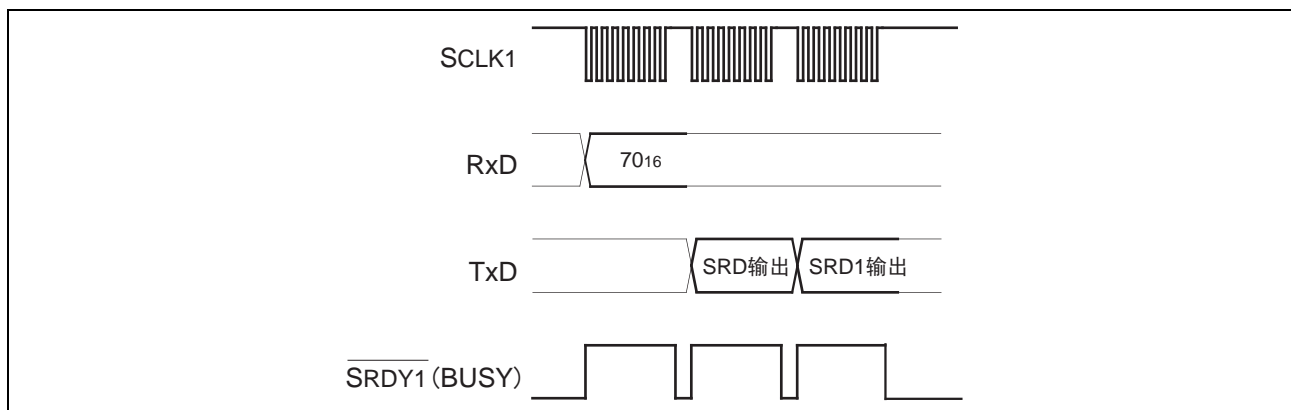 SCLK1
RxD
7016
TxD
SRD输出
SRD1输出
SRDY1 (BUSY)